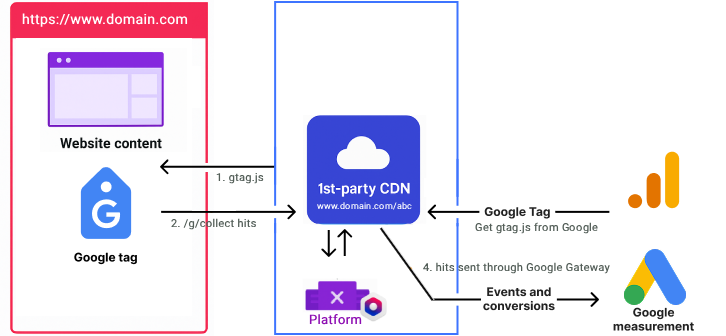 https://www.domain.com
Website content
1. gtag.js
2. /g/collect hits
Google tag
1st-party CDN
www.domain.com/abc
Platform
Google Tag
Get gtag.js from Google
4. hits sent through Google Gateway
Events and
conversions
Google
measurement